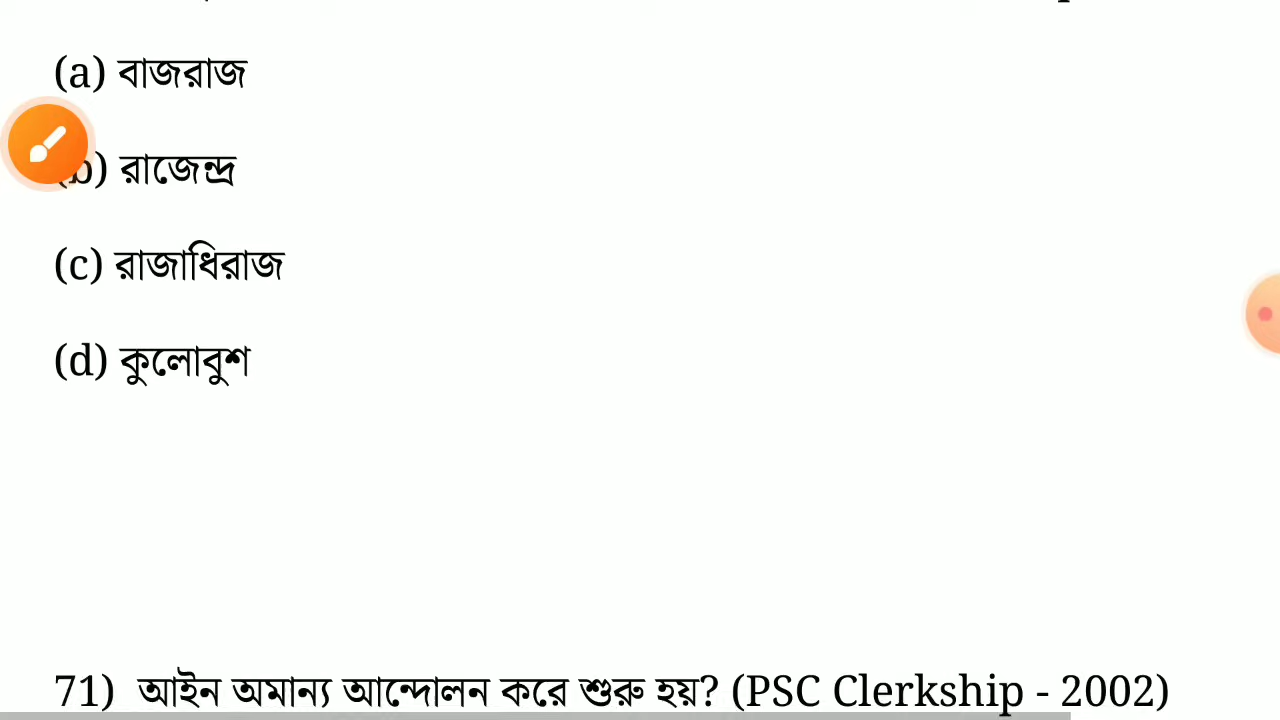 (a) বাজরাজ
(b) রাজেন্দ্র
(c) রাজাধিরাজ
(d) কুলোবুশ
71) আইন অমান্য আন্দোলন করে শুরু হয়? (PSC Clerkship - 2002)